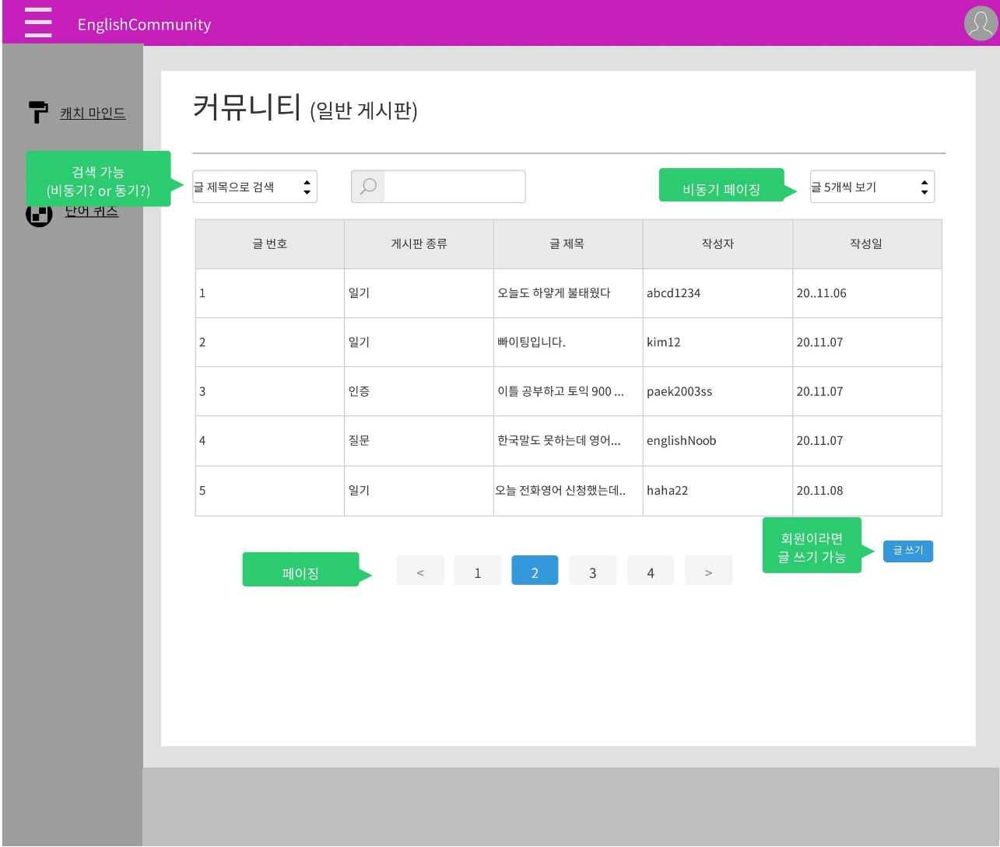 EnglishCommunity
캐치 마인드
검색 가능
(비동기? or 동기?)
단어 퀴즈
커뮤니티 (일반 게시판)
글 제목으로 검색
비동기 페이징
글 5개씩 보기
글 번호 게시판 종류 글 제목 작성자 작성일
1 일기 오늘도 하얗게 불태웠다 abcd1234 20..11.06
2 일기 빠이팅입니다. kim12 20.11.07
3 인증 이틀 공부하고 토익 900 ... paek2003ss 20.11.07
4 질문 한국말도 못하는데 영어... englishNoob 20.11.07
5 일기 오늘 전화영어 신청했는데.. haha22 20.11.08
회원이라면
글 쓰기 가능
글 쓰기
페이징
< 1 2 3 4 >